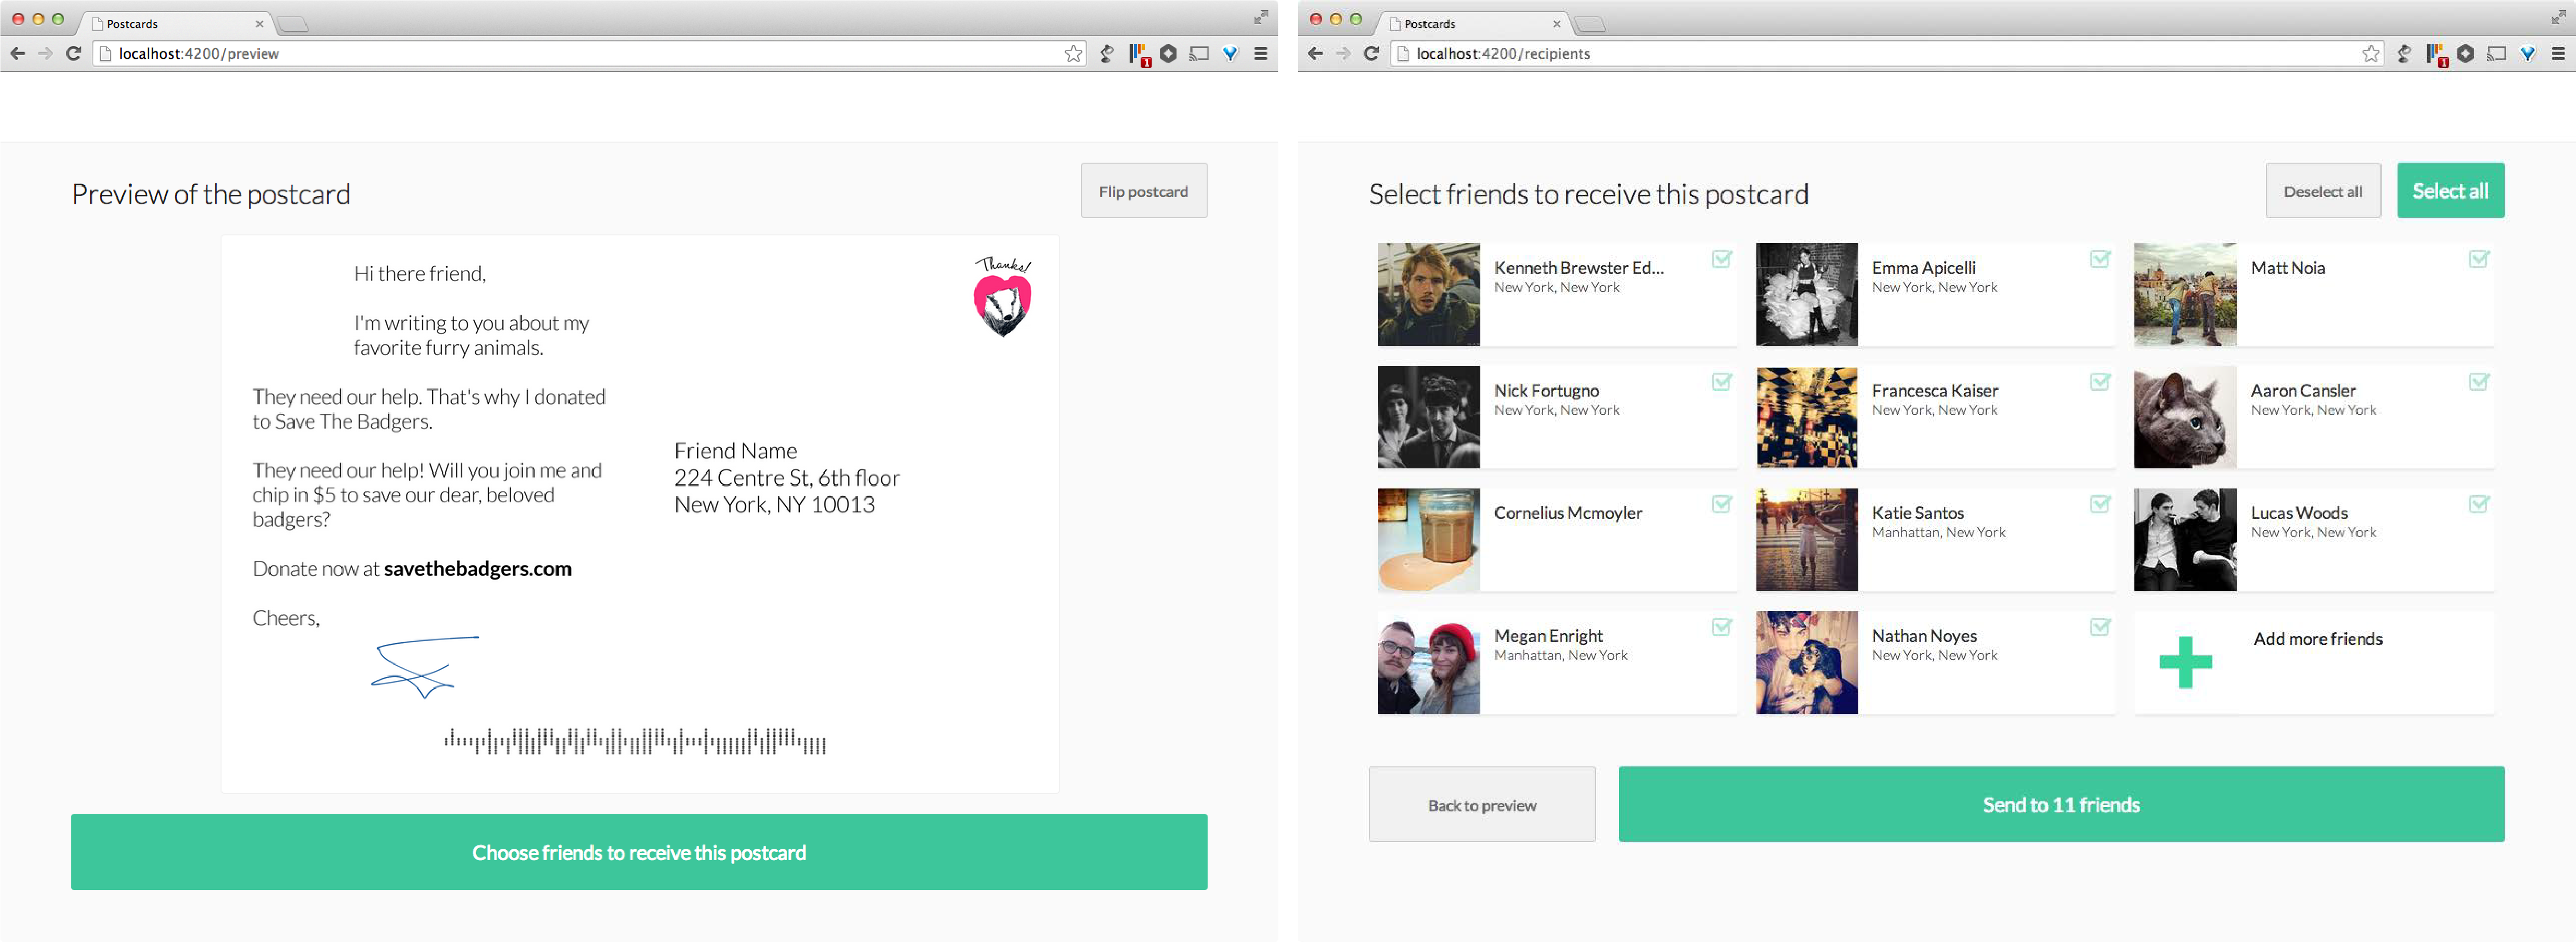 Postcards
localhost:4200/preview
1
Preview of the postcard
Flip postcard
Thanks!
Hi there friend,
I'm writing to you about my
favorite furry animals.
They need our help. That's why I donated
to Save The Badgers.
They need our help! Will you join me and
chip in $5 to save our dear, beloved
badgers?
Donate now at savethebadgers.com
Cheers,
Friend Name
224 Centre St, 6th floor
New York, NY 10013
Choose friends to receive this postcard
Postcards
localhost:4200/recipients
1
Select friends to receive this postcard
Deselect all
Select all
Kenneth Brewster Ed...
New York, New York
Emma Apicelli
New York, New York
Matt Noia
Nick Fortugno
New York, New York
Francesca Kaiser
New York, New York
Aaron Cansler
New York, New York
Cornelius Mcmoyler
Katie Santos
Manhattan, New York
Lucas Woods
New York, New York
Megan Enright
Manhattan, New York
Nathan Noyes
New York, New York
Add more friends
Back to preview
Send to 11 friends